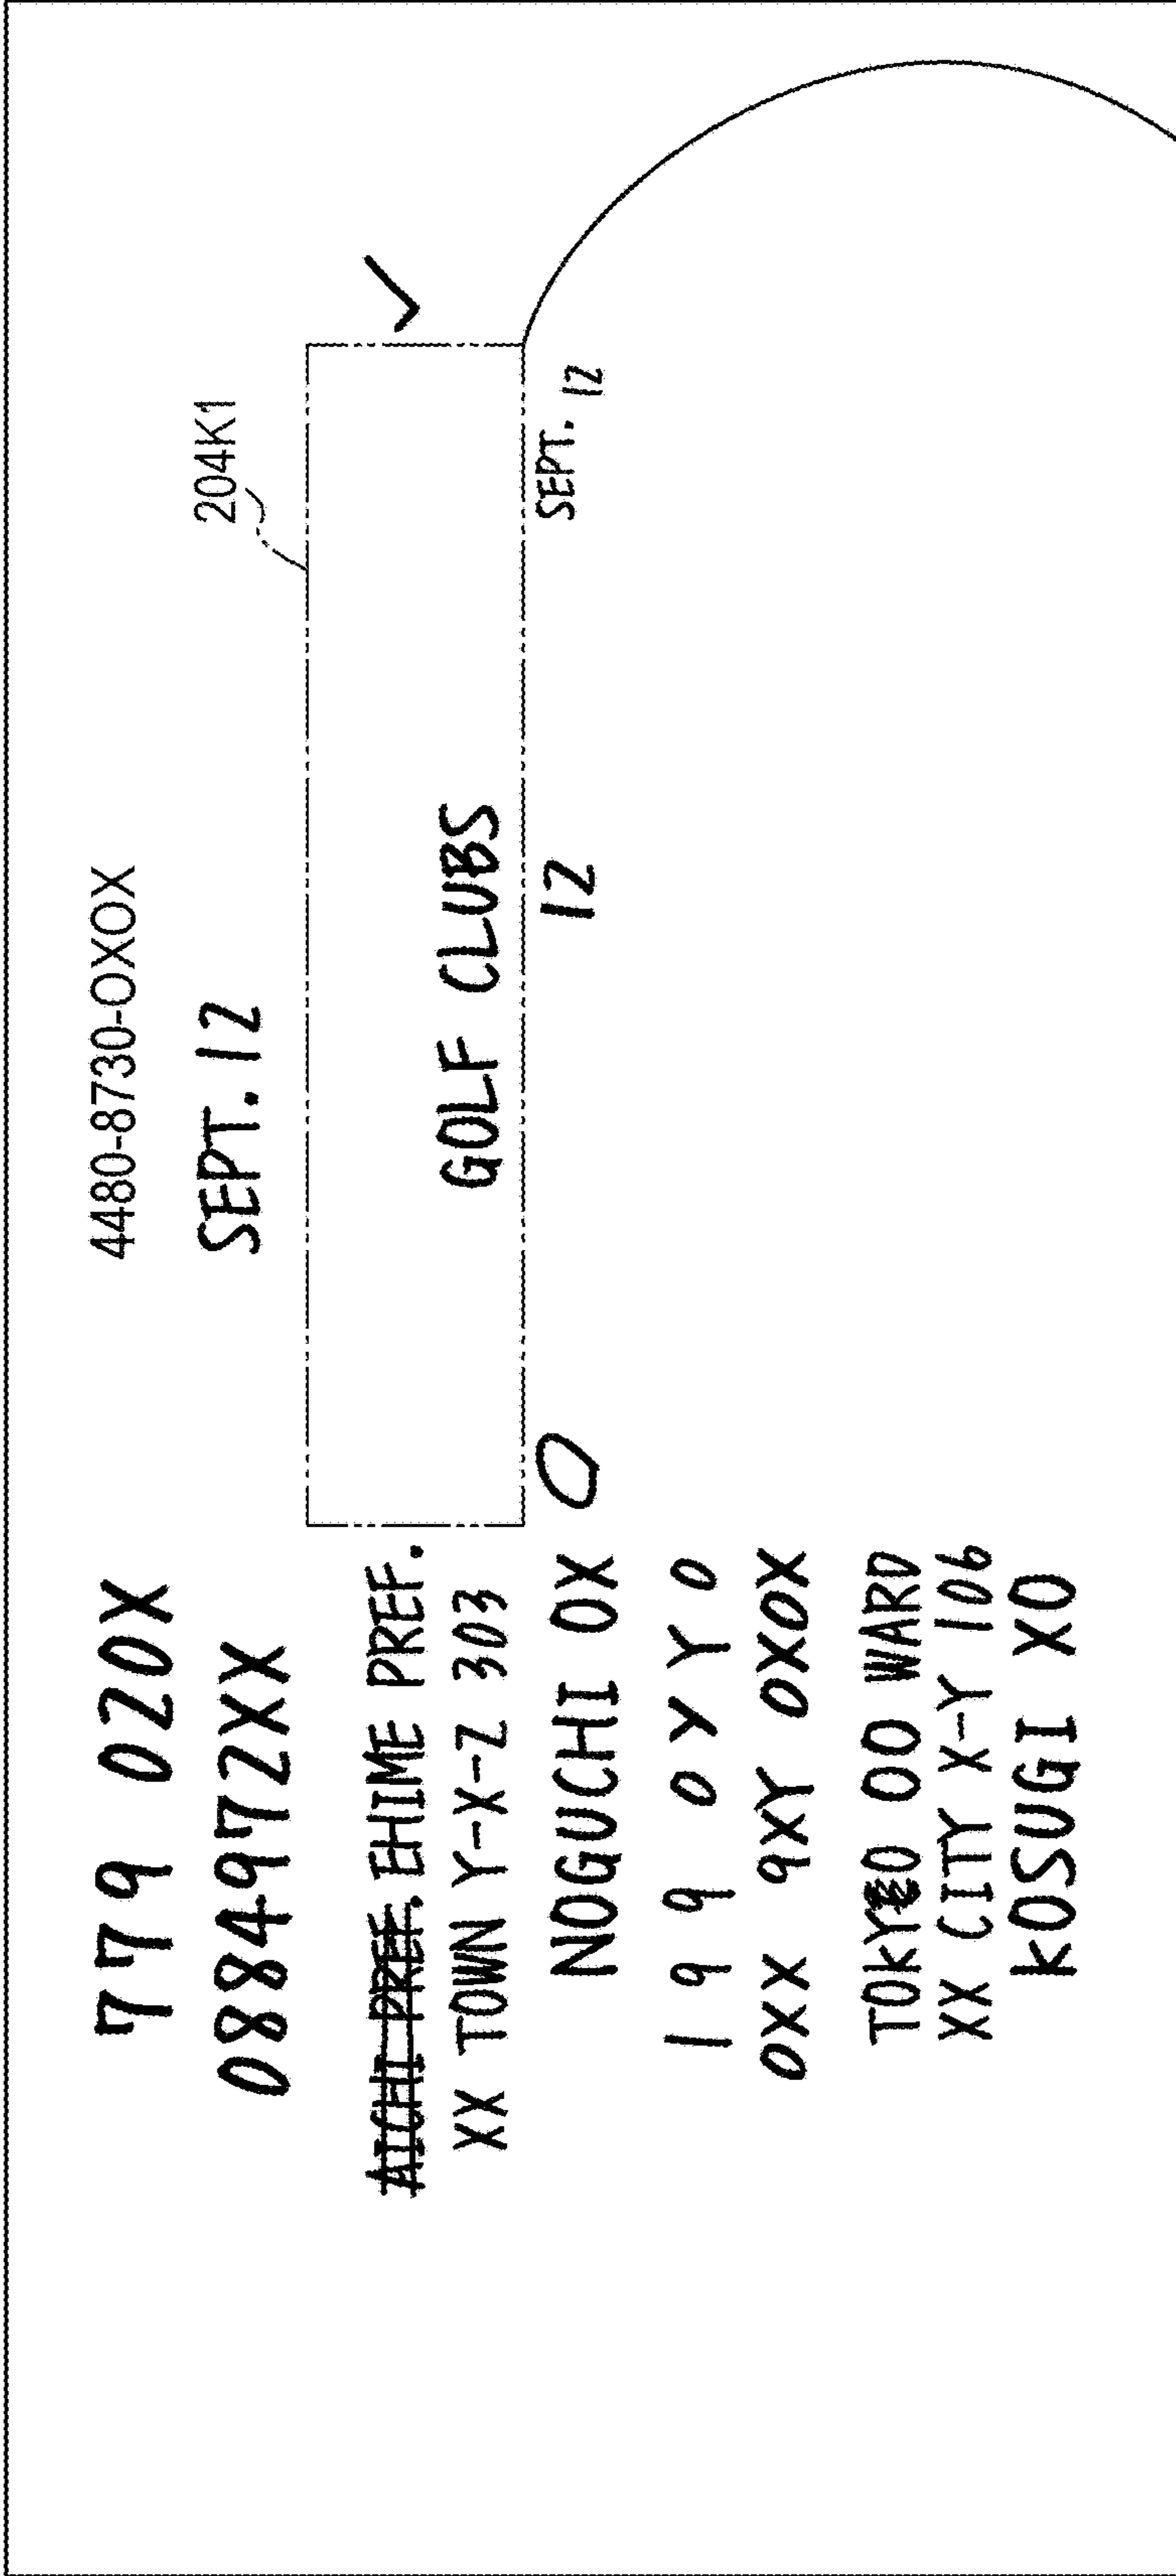 779 020X
4480-8730-OXOX
0884972XX
SEPT. 12
204K1
AICHI PREF. EHIME PREF.
XX TOWN Y-X-Z 303
GOLF CLUBS
NOGUCHI OX
12
SEPT. 12
199 0YY0
0XX 9XY 0X0X
TOKYO OO WARD
XX CITY X-Y 106
KOSUGI XO